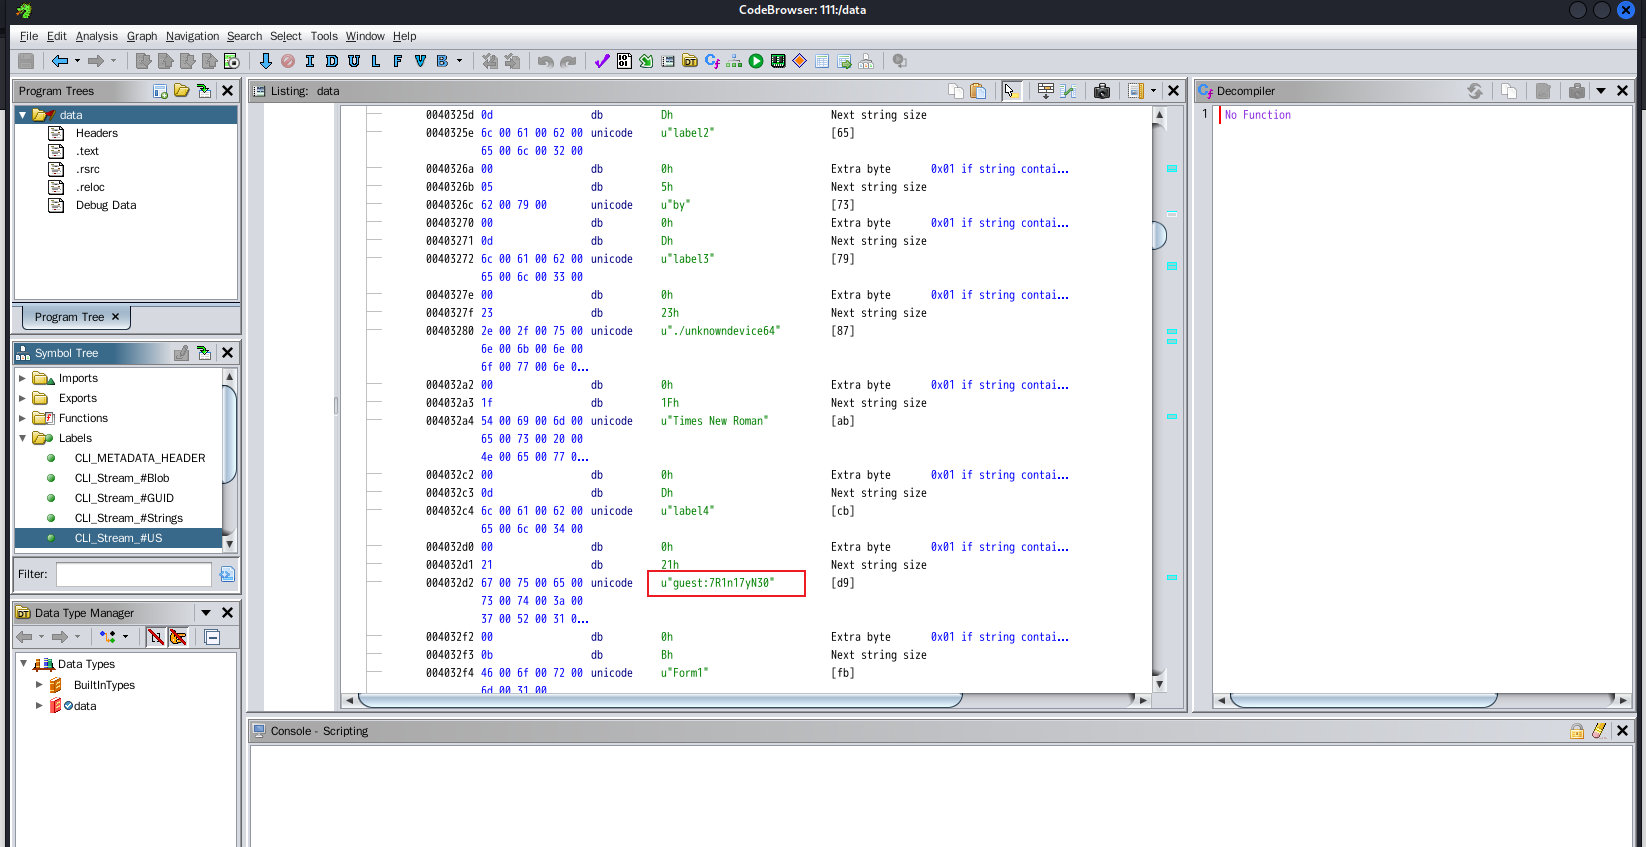 CodeBrowser: 111:/data
File Edit Analysis Graph Navigation Search Select Tools Window Help
I D U L F V B
Program Trees
data
Headers
.text
.rsrc
.reloc
Debug Data
Program Tree ×
Symbol Tree
Imports
Exports
Functions
Labels
CLI_METADATA_HEADER
CLI_Stream_#Blob
CLI_Stream_#GUID
CLI_Stream_#Strings
CLI_Stream_#US
Filter:
Data Type Manager
Data Types
BuiltInTypes
data
Listing: data
0040325d 0d db Dh Next string size
0040325e 6c 00 61 00 62 00 unicode u"label2" [65]
65 00 6c 00 32 00
0040326a 00 db 0h Extra byte 0x01 if string contai...
0040326b 05 db 5h Next string size
0040326c 62 00 79 00 unicode u"by" [73]
00403270 00 db 0h Extra byte 0x01 if string contai...
00403271 0d db Dh Next string size
00403272 6c 00 61 00 62 00 unicode u"label3" [79]
65 00 6c 00 33 00
0040327e 00 db 0h Extra byte 0x01 if string contai...
0040327f 23 db 23h Next string size
00403280 2e 00 2f 00 75 00 unicode u"./unknowndevice64" [87]
6e 00 6b 00 6e 00
6f 00 77 00 6e 0...
004032a2 00 db 0h Extra byte 0x01 if string contai...
004032a3 1f db 1Fh Next string size
004032a4 54 00 69 00 6d 00 unicode u"Times New Roman" [ab]
65 00 73 00 20 00
4e 00 65 00 77 0...
004032c2 00 db 0h Extra byte 0x01 if string contai...
004032c3 0d db Dh Next string size
004032c4 6c 00 61 00 62 00 unicode u"label4" [cb]
65 00 6c 00 34 00
004032d0 00 db 0h Extra byte 0x01 if string contai...
004032d1 21 db 21h Next string size
004032d2 67 00 75 00 65 00 unicode u"guest:7R1n17yN30" [d9]
73 00 74 00 3a 00
37 00 52 00 31 0...
004032f2 00 db 0h Extra byte 0x01 if string contai...
004032f3 0b db Bh Next string size
004032f4 46 00 6f 00 72 00 unicode u"Form1" [fb]
6d 00 31 00
Decompiler
1 No Function
Console - Scripting